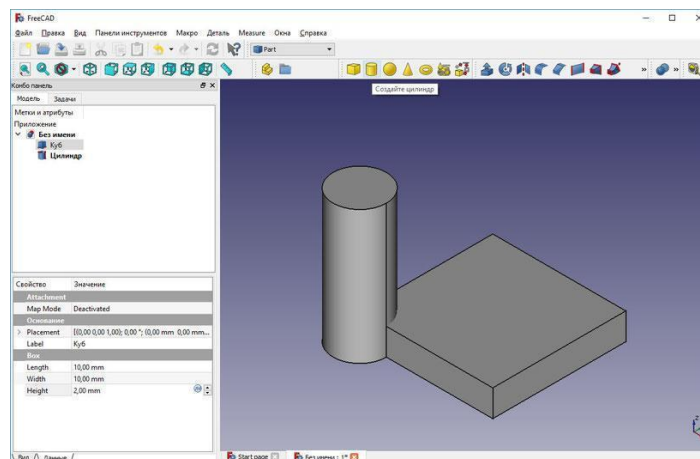 FreeCAD
Файл Правка Вид Панели инструментов Макро Деталь Measure Окна Справка
Part
Комбо панель
Модель Задачи
Создайте цилиндр
Метки и атрибуты
Приложение
Без имени
Куб
Цилиндр
Свойство Значение
Attachment
Map Mode Deactivated
Основание
Placement [(0,00 0,00 1,00); 0,00 °; (0,00 mm 0,00 mm...
Label Куб
Box
Length 10,00 mm
Width 10,00 mm
Height 2,00 mm
Вид Данные
Start page Без имени : 1*